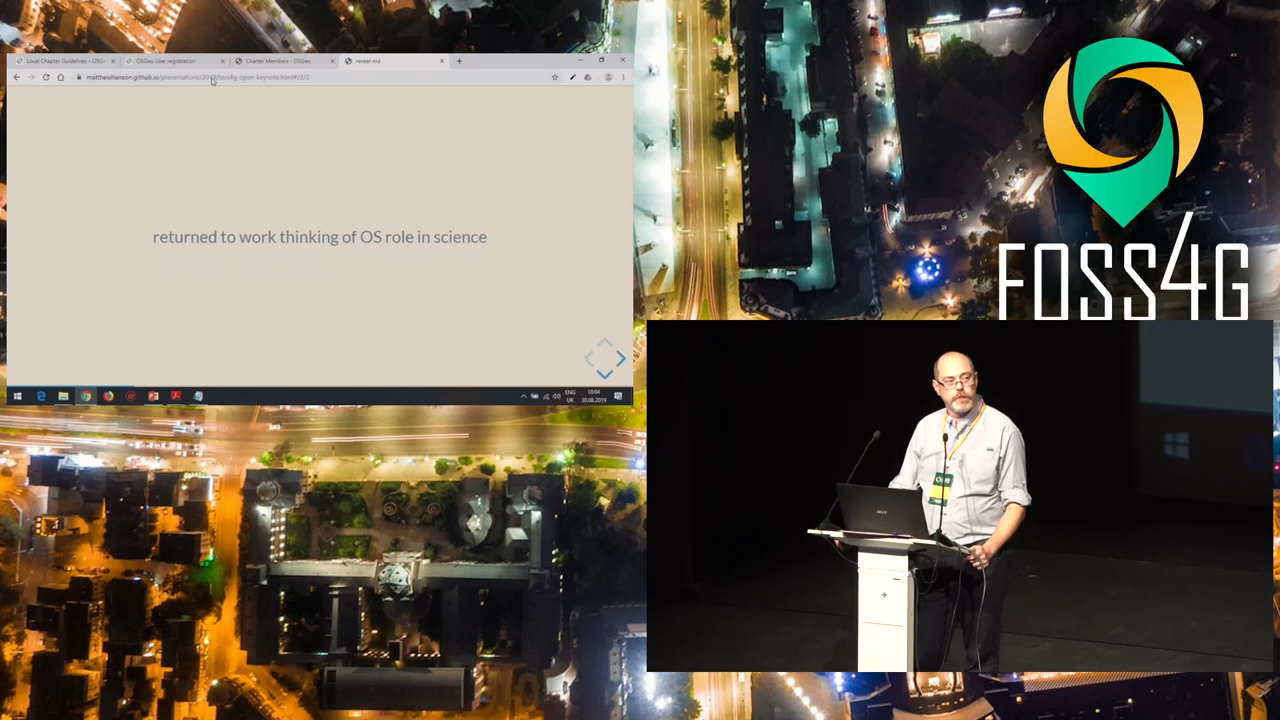 Local Chapter Guidelines - OSGe
OSGeo User registration
Charter Members - OSGeo
reveal-md
matthewhanson.github.io/presentations/2019/foss4g-open-keynote.html#/2/2
returned to work thinking of OS role in science
ENG
UK
18:04
30.08.2019
FOSS4G
acer